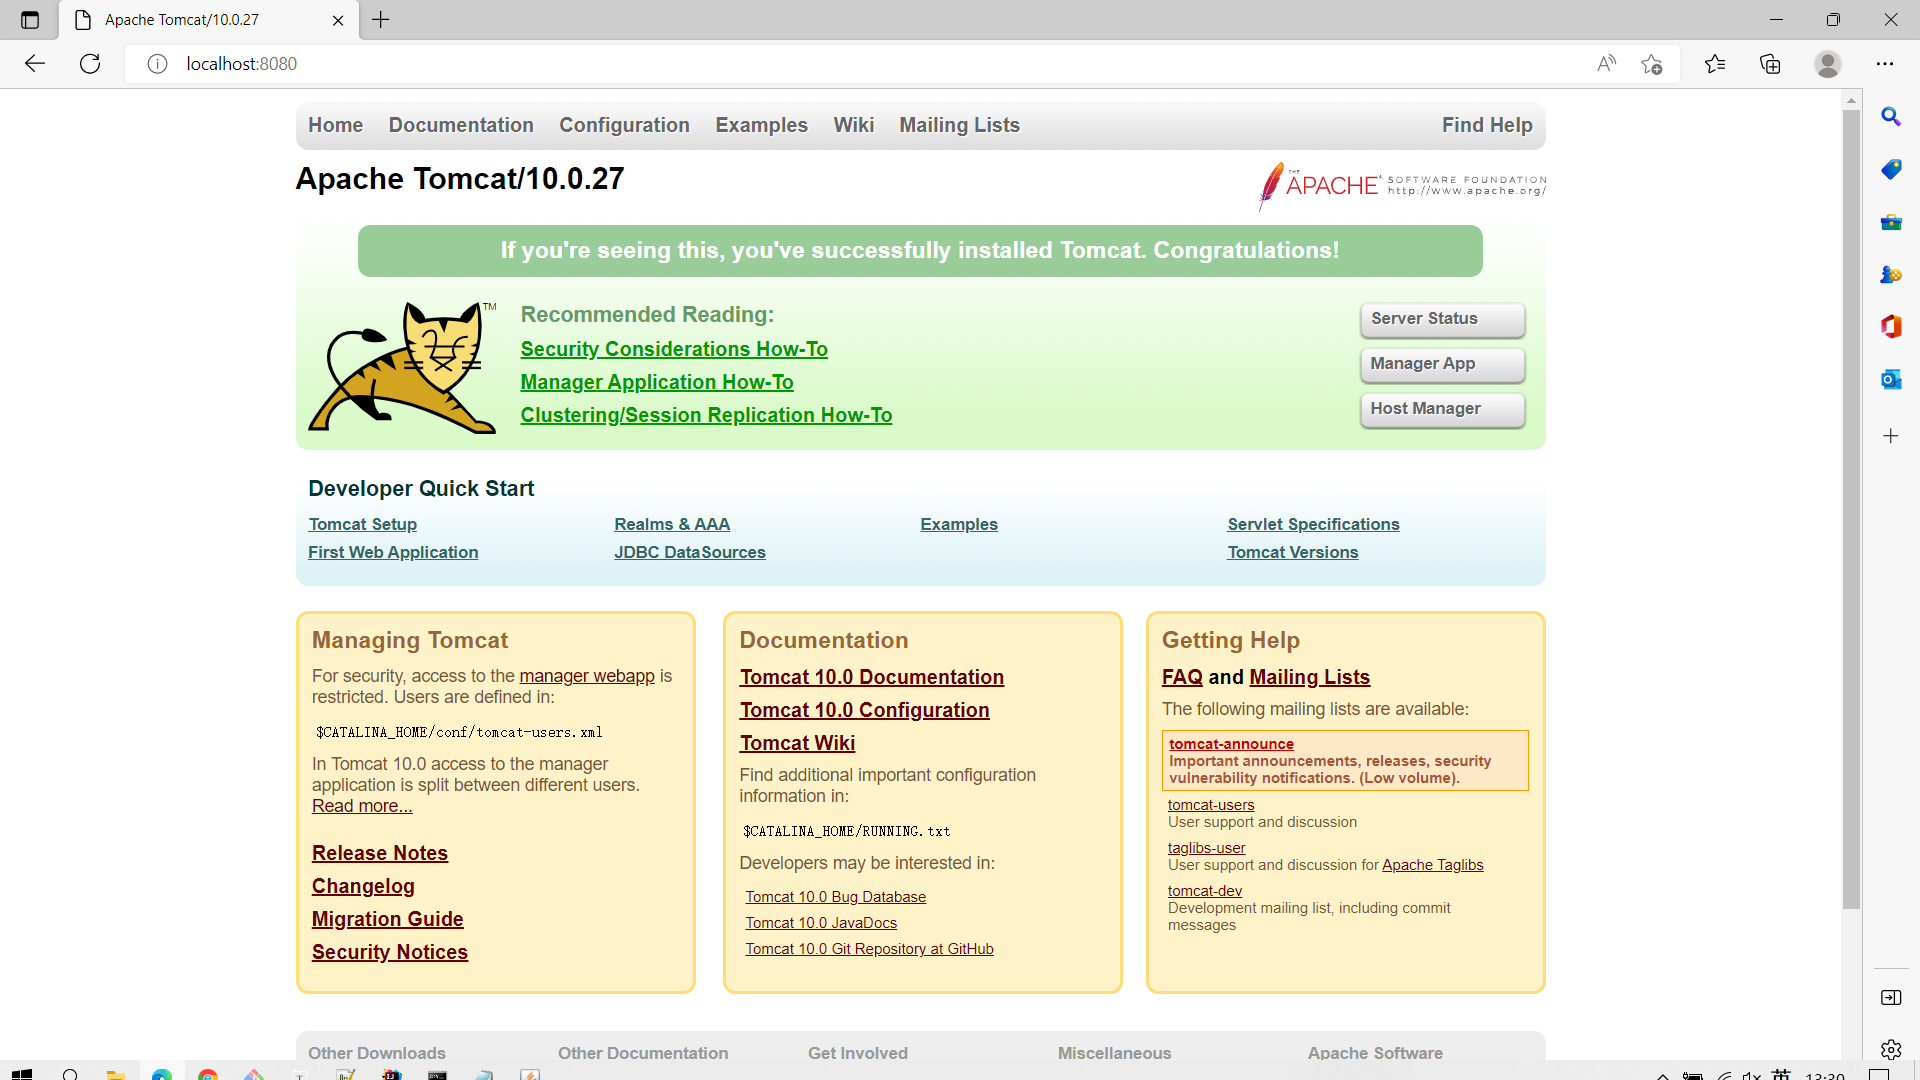 Apache Tomcat/10.0.27
localhost:8080
Home Documentation Configuration Examples Wiki Mailing Lists Find Help
Apache Tomcat/10.0.27
THE APACHE SOFTWARE FOUNDATION
http://www.apache.org/
If you're seeing this, you've successfully installed Tomcat. Congratulations!
TM
Recommended Reading:
Security Considerations How-To
Manager Application How-To
Clustering/Session Replication How-To
Server Status
Manager App
Host Manager
Developer Quick Start
Tomcat Setup
First Web Application
Realms & AAA
JDBC DataSources
Examples
Servlet Specifications
Tomcat Versions
Managing Tomcat
For security, access to the manager webapp is
restricted. Users are defined in:
$CATALINA_HOME/conf/tomcat-users.xml
In Tomcat 10.0 access to the manager
application is split between different users.
Read more...
Release Notes
Changelog
Migration Guide
Security Notices
Documentation
Tomcat 10.0 Documentation
Tomcat 10.0 Configuration
Tomcat Wiki
Find additional important configuration
information in:
$CATALINA_HOME/RUNNING.txt
Developers may be interested in:
Tomcat 10.0 Bug Database
Tomcat 10.0 JavaDocs
Tomcat 10.0 Git Repository at GitHub
Getting Help
FAQ and Mailing Lists
The following mailing lists are available:
tomcat-announce
Important announcements, releases, security
vulnerability notifications. (Low volume).
tomcat-users
User support and discussion
taglibs-user
User support and discussion for Apache Taglibs
tomcat-dev
Development mailing list, including commit
messages
Other Downloads
Other Documentation
Get Involved
Miscellaneous
Apache Software
英